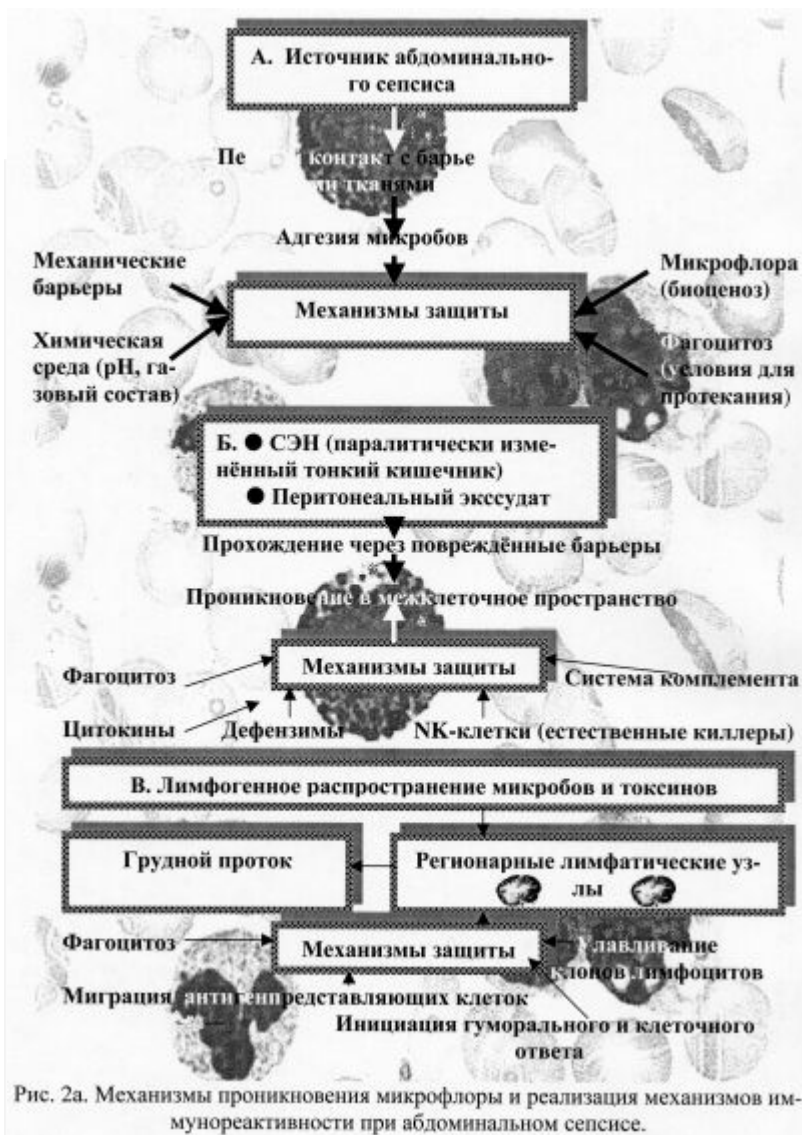 А. Источник абдоминально-
го сепсиса
Пе контакт с барье
ми тканями
Адгезия микробов
Механические
барьеры
Микрофлора
(биоценоз)
Механизмы защиты
Химическая
среда (pH, га-
зовый состав)
Фагоцитоз
(условия для
протекания)
Б. ● СЭН (паралитически изме-
нённый тонкий кишечник)
● Перитонеальный экссудат
Прохождение через повреждённые барьеры
Проникновение в межклеточное пространство
Механизмы защиты
Фагоцитоз
Система комплемента
Цитокины
Дефензимы
NK-клетки (естественные киллеры)
В. Лимфогенное распространение микробов и токсинов
Грудной проток
Регионарные лимфатические уз-
лы
Фагоцитоз
Механизмы защиты
Улавливание
клонов лимфоцитов
Миграция антигенпредставляющих клеток
Инициация гуморального и клеточного
ответа
Рис. 2а. Механизмы проникновения микрофлоры и реализация механизмов им-
мунореактивности при абдоминальном сепсисе.